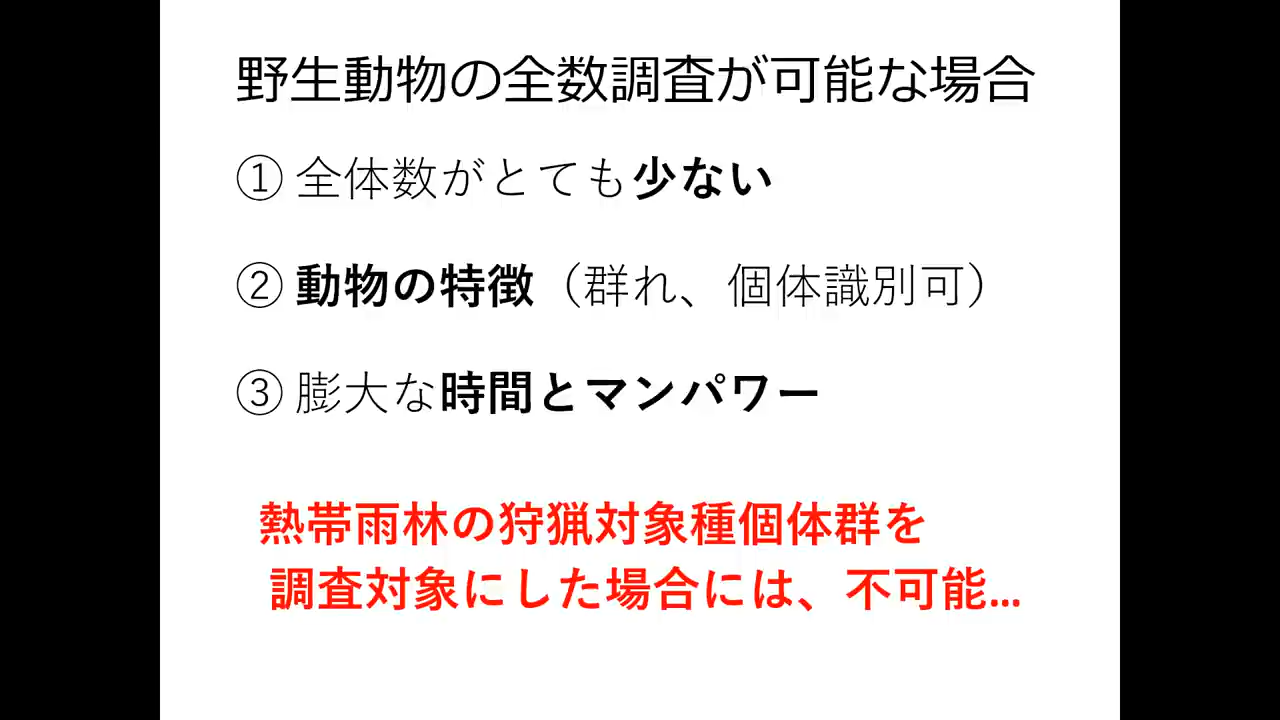 野生動物の全数調査が可能な場合
① 全体数がとても少ない
② 動物の特徴（群れ、個体識別可）
③ 膨大な時間とマンパワー
熱帯雨林の狩猟対象種個体群を
調査対象にした場合には、不可能...